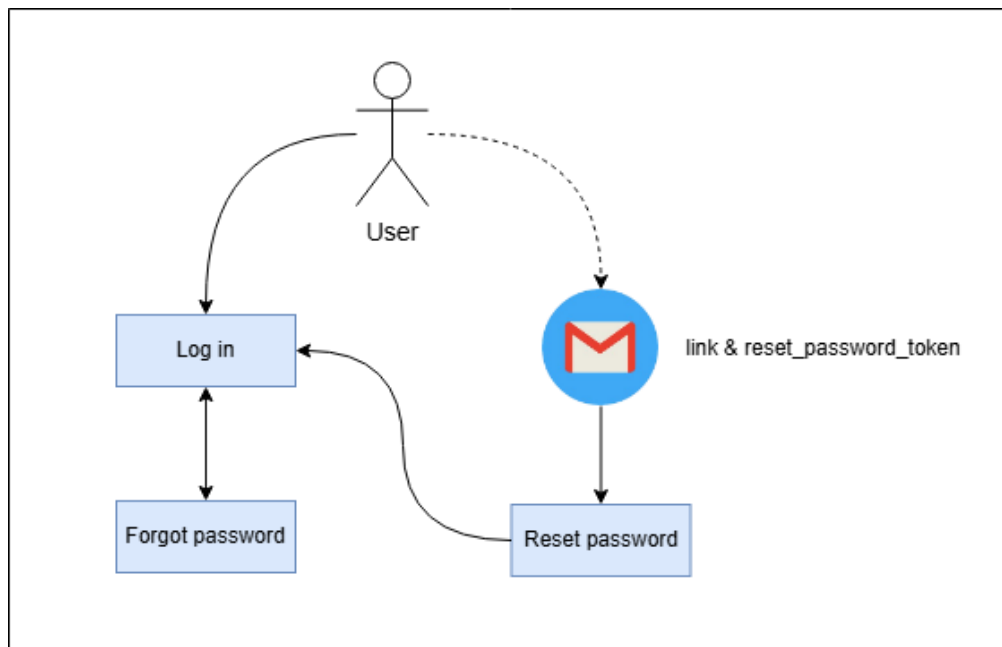 User
Log in
link & reset_password_token
Forgot password
Reset password